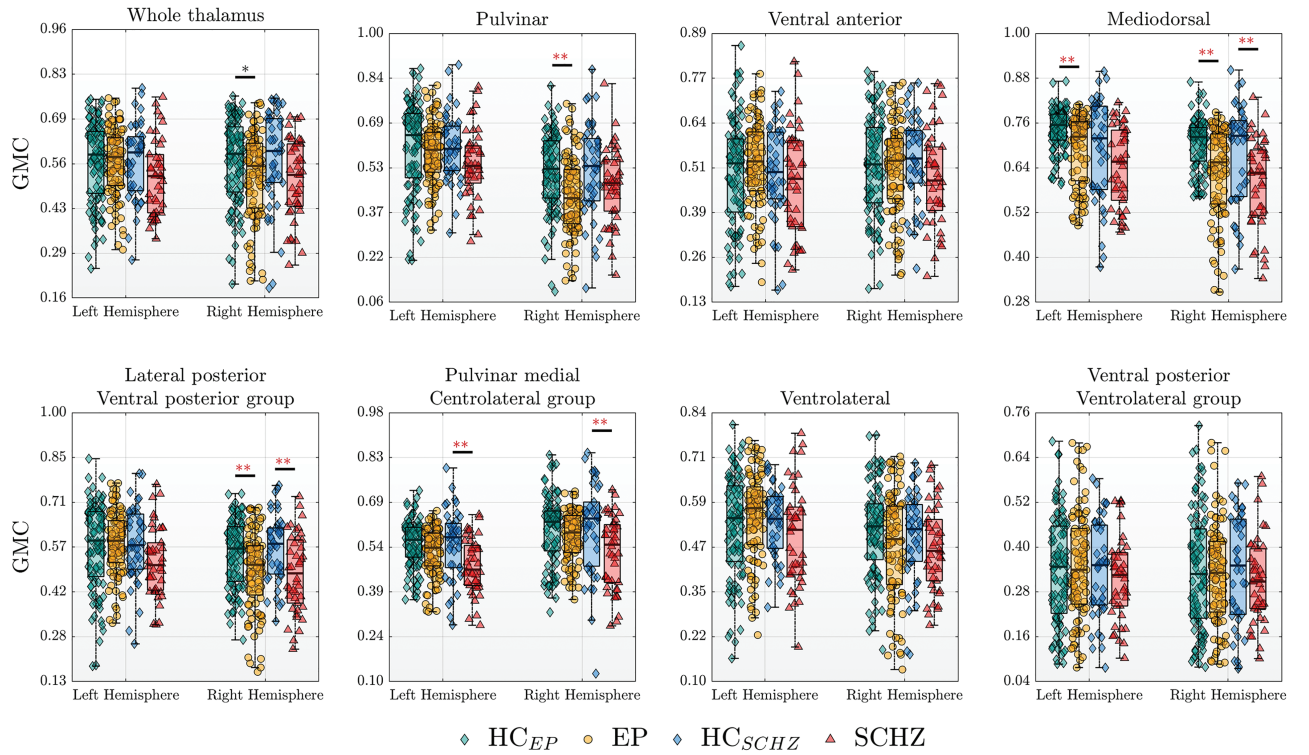 Whole thalamus
Pulvinar
Ventral anterior
Mediodorsal
GMC
0.96
0.83
0.69
0.56
0.43
0.29
0.16
*
Left Hemisphere
Right Hemisphere
1.00
0.84
0.69
0.53
0.37
0.22
0.06
**
Left Hemisphere
Right Hemisphere
0.89
0.77
0.64
0.51
0.39
0.26
0.13
Left Hemisphere
Right Hemisphere
1.00
0.88
0.76
0.64
0.52
0.40
0.28
**
**
**
Left Hemisphere
Right Hemisphere
Lateral posterior
Ventral posterior group
Pulvinar medial
Centrolateral group
Ventrolateral
Ventral posterior
Ventrolateral group
GMC
1.00
0.85
0.71
0.57
0.42
0.28
0.13
**
**
Left Hemisphere
Right Hemisphere
0.98
0.83
0.69
0.54
0.39
0.24
0.10
**
**
Left Hemisphere
Right Hemisphere
0.84
0.71
0.59
0.47
0.35
0.22
0.10
Left Hemisphere
Right Hemisphere
0.76
0.64
0.52
0.40
0.28
0.16
0.04
Left Hemisphere
Right Hemisphere
HC_EP EP HC_SCHZ SCHZ